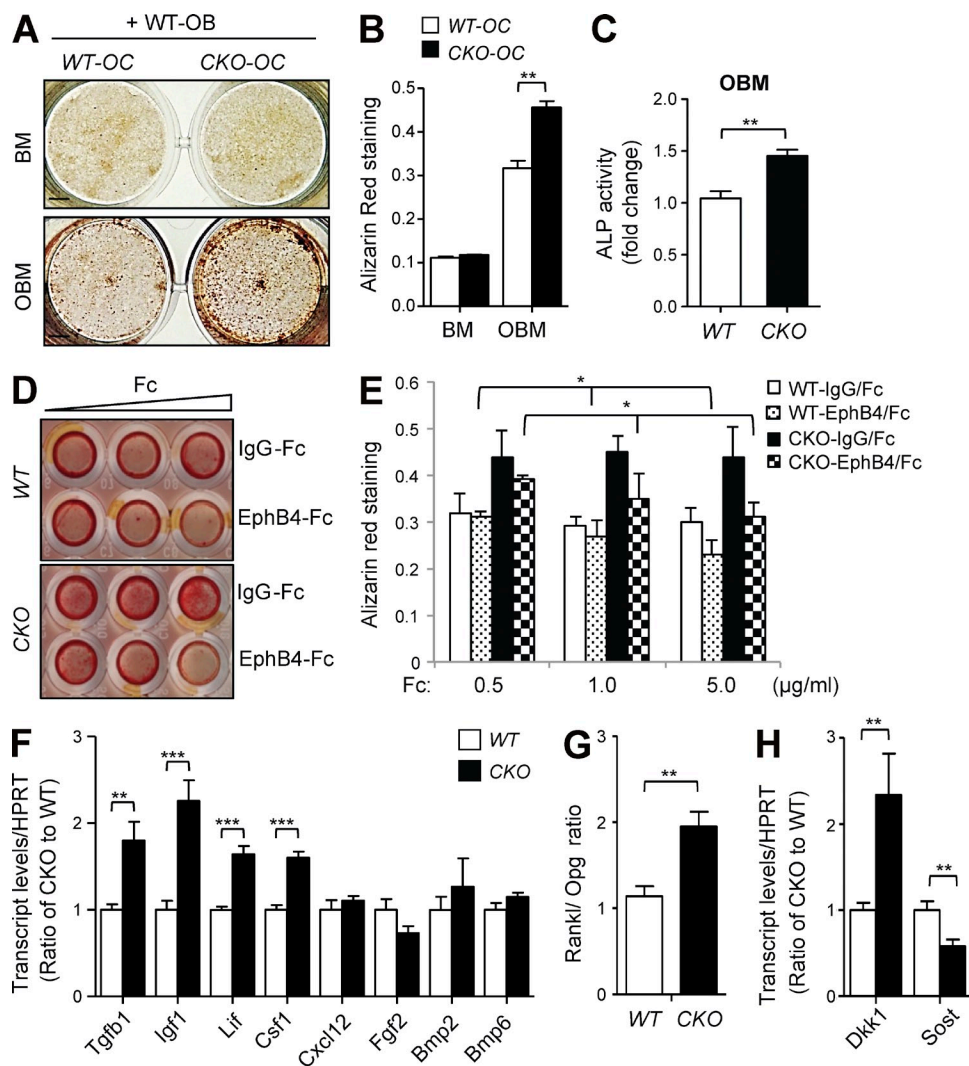 A
+ WT-OB
WT-OC
CKO-OC
BM
OBM
B
WT-OC
CKO-OC
**
Alizarin Red staining
0.5
0.4
0.3
0.2
0.1
0.0
BM
OBM
C
OBM
**
ALP activity
(fold change)
2.0
1.5
1.0
0.5
0.0
WT
CKO
D
Fc
WT
IgG-Fc
EphB4-Fc
CKO
IgG-Fc
EphB4-Fc
E
Alizarin red staining
0.6
0.5
0.4
0.3
0.2
0.1
0
*
*
WT-IgG/Fc
WT-EphB4/Fc
CKO-IgG/Fc
CKO-EphB4/Fc
Fc: 0.5 1.0 5.0 (μg/ml)
F
Transcript levels/HPRT
(Ratio of CKO to WT)
3
2
1
0
**
***
***
***
WT
CKO
Tgfb1
Igf1
Lif
Csf1
Cxcl12
Fgf2
Bmp2
Bmp6
G
Rankl/ Opg ratio
3
2
1
0
**
WT
CKO
H
Transcript levels/HPRT
(Ratio of CKO to WT)
3
2
1
0
**
**
Dkk1
Sost